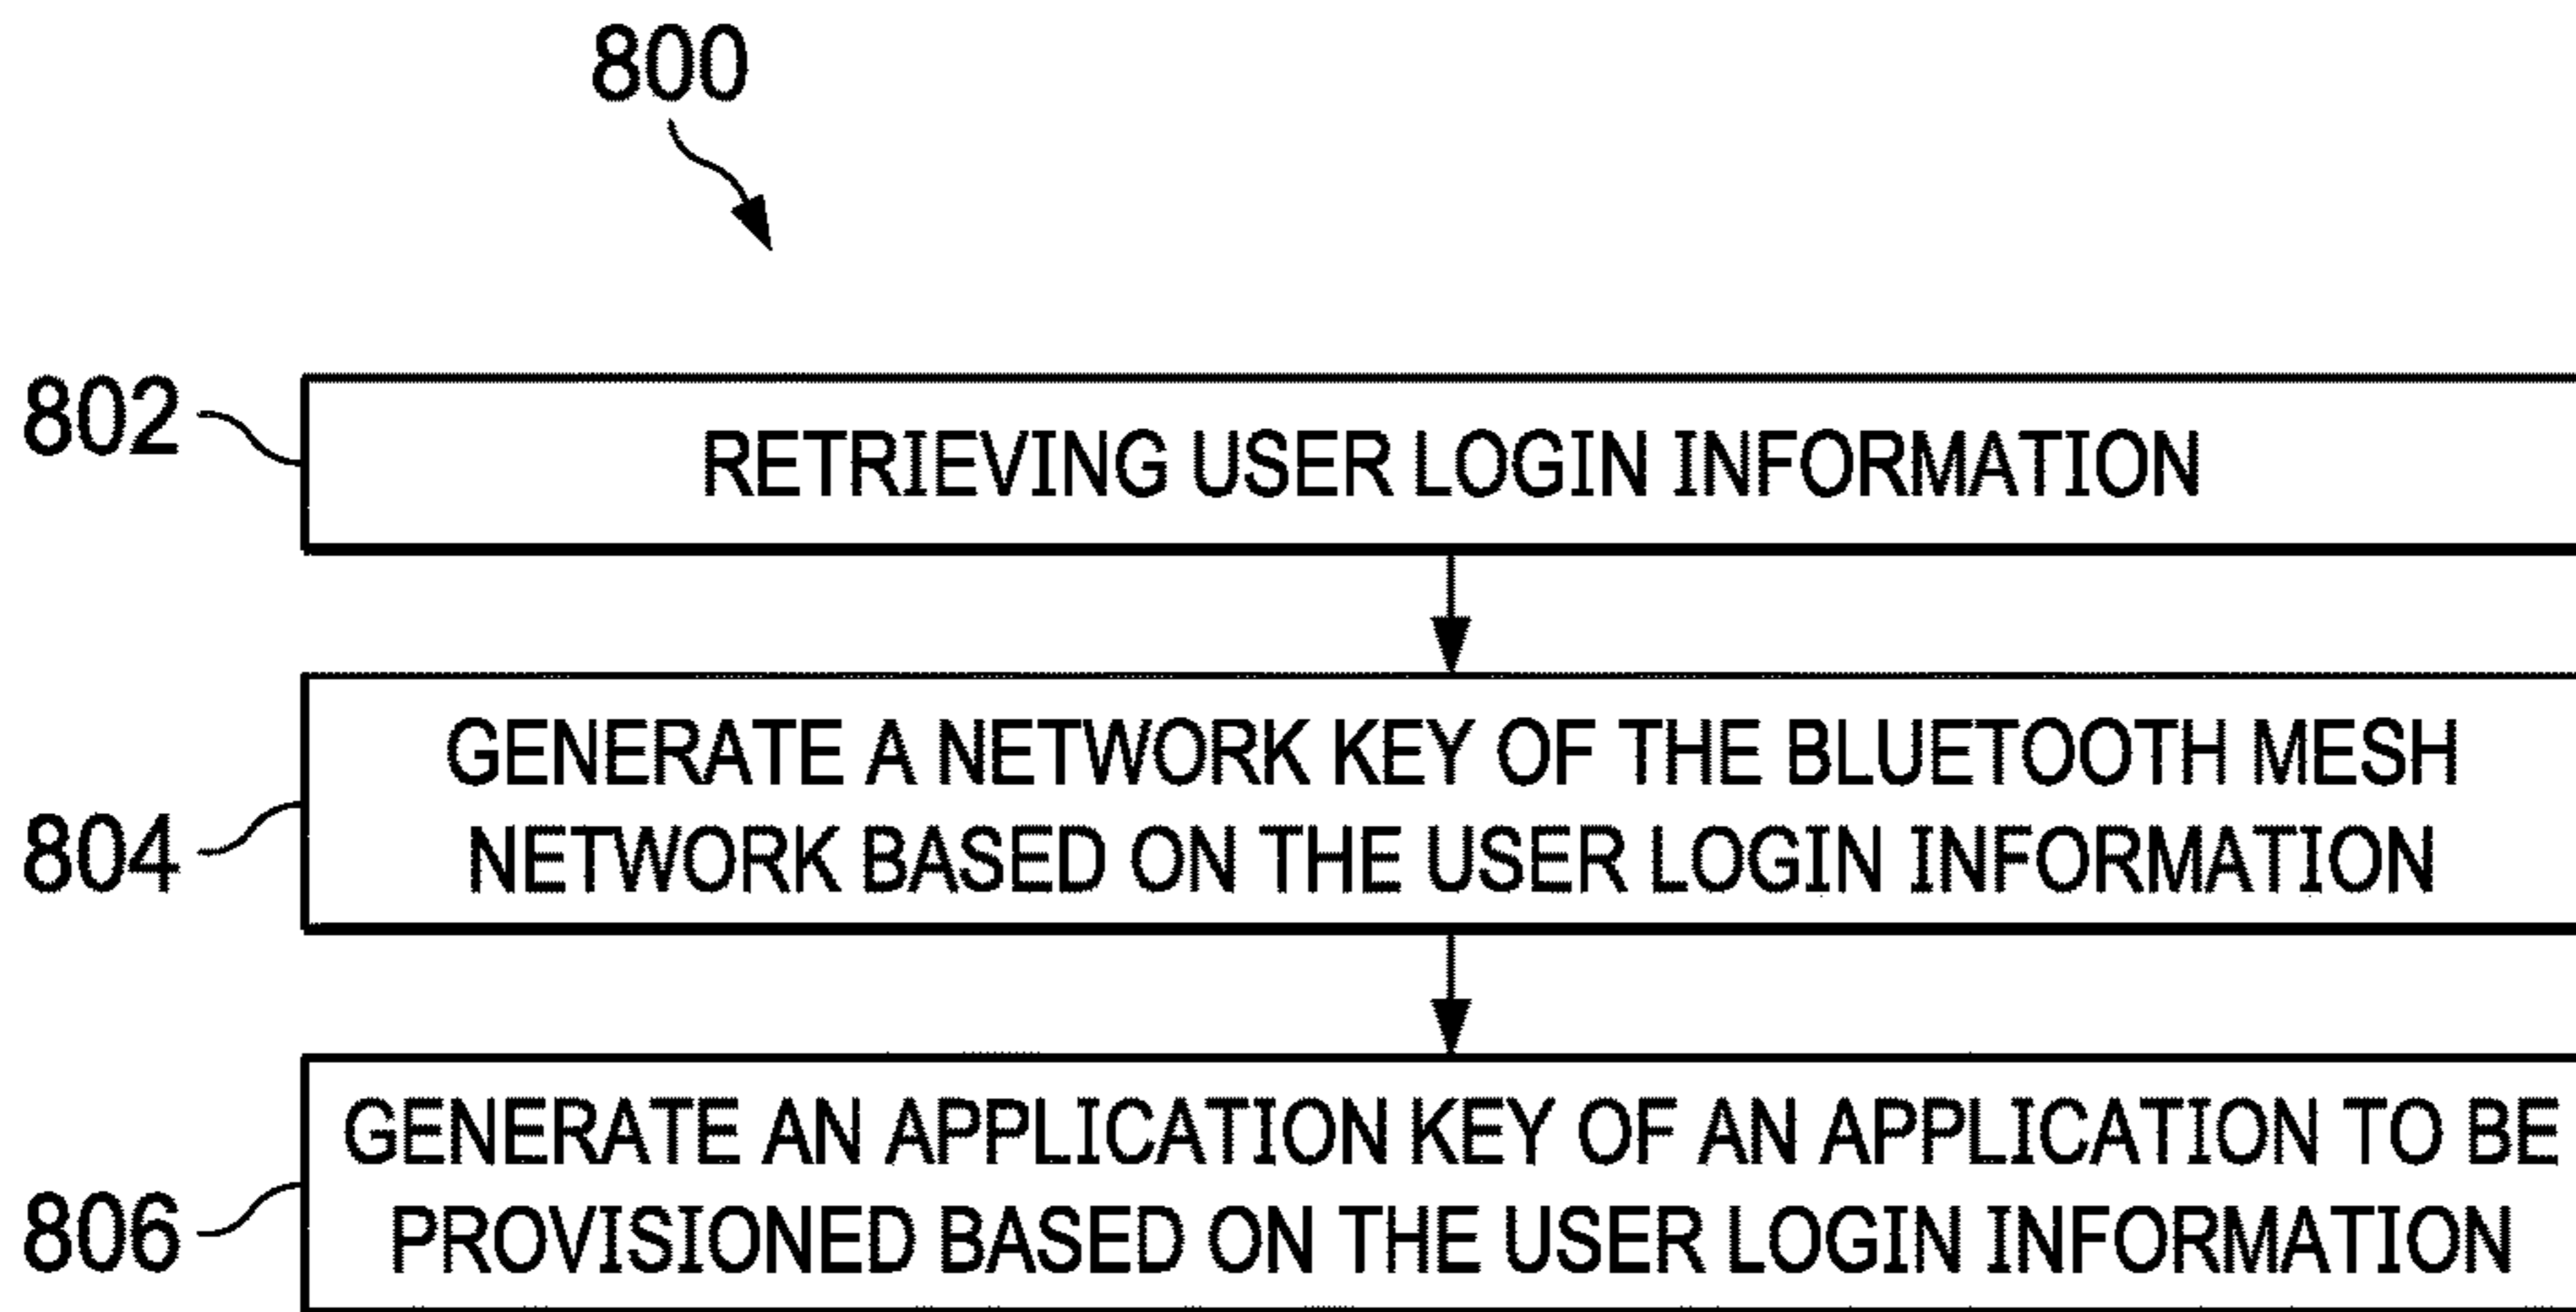 800
802
RETRIEVING USER LOGIN INFORMATION
804
GENERATE A NETWORK KEY OF THE BLUETOOTH MESH
NETWORK BASED ON THE USER LOGIN INFORMATION
806
GENERATE AN APPLICATION KEY OF AN APPLICATION TO BE
PROVISIONED BASED ON THE USER LOGIN INFORMATION